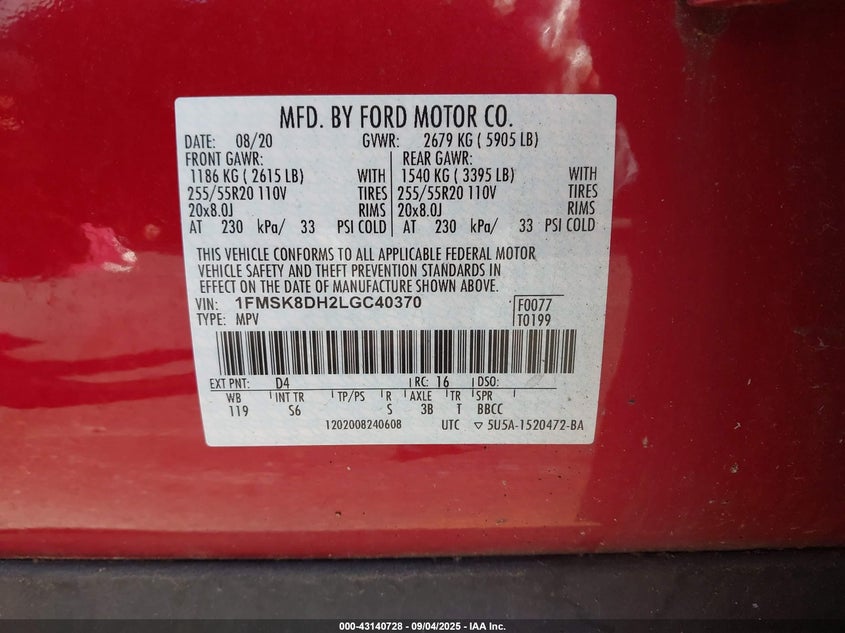 MFD. BY FORD MOTOR CO.
DATE: 08/20 GVWR: 2679 KG ( 5905 LB)
FRONT GAWR: REAR GAWR:
1186 KG ( 2615 LB) WITH 1540 KG ( 3395 LB) WITH
255/55R20 110V TIRES 255/55R20 110V TIRES
20x8.0J RIMS 20x8.0J RIMS
AT 230 kPa/ 33 PSI COLD AT 230 kPa/ 33 PSI COLD
THIS VEHICLE CONFORMS TO ALL APPLICABLE FEDERAL MOTOR
VEHICLE SAFETY AND THEFT PREVENTION STANDARDS IN
EFFECT ON THE DATE OF MANUFACTURE SHOWN ABOVE.
VIN: 1FMSK8DH2LGC40370 F0077
TYPE: MPV T0199
EXT PNT: D4 RC: 16 DSO:
WB INT TR TP/PS R AXLE TR SPR
119 S6 S 3B T BBCC
1202008240608 UTC ▽ 5U5A-1520472-BA
000-43140728 - 09/04/2025 - IAA Inc.